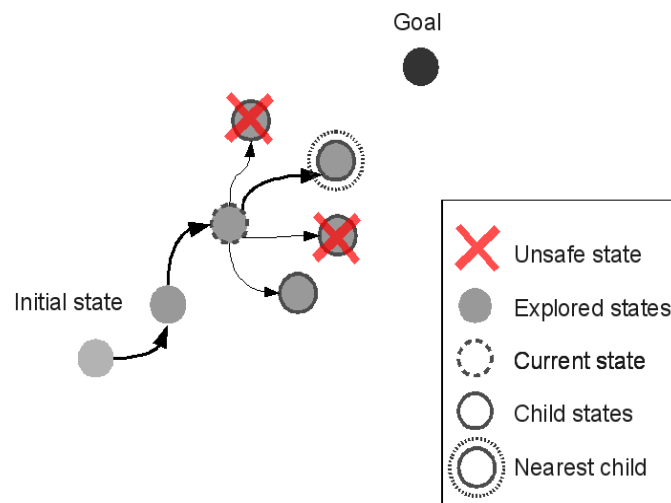 Goal
Initial state
Unsafe state
Explored states
Current state
Child states
Nearest child